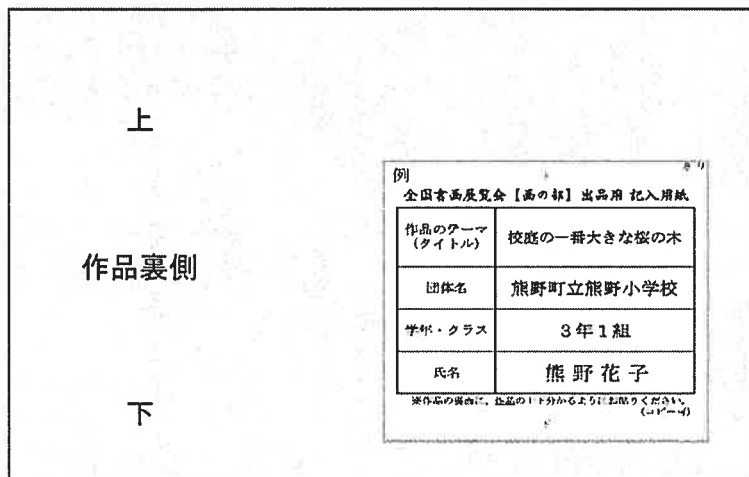 上
作品裏側
下
例
全国書画展覧会【画の部】出品用 記入用紙
作品のテーマ
(タイトル)
校庭の一番大きな桜の木
団体名
熊野町立熊野小学校
学年・クラス
3年1組
氏名
熊野花子
※作品の裏面に、作品の上下分かるようにお貼りください。
(コピー可)